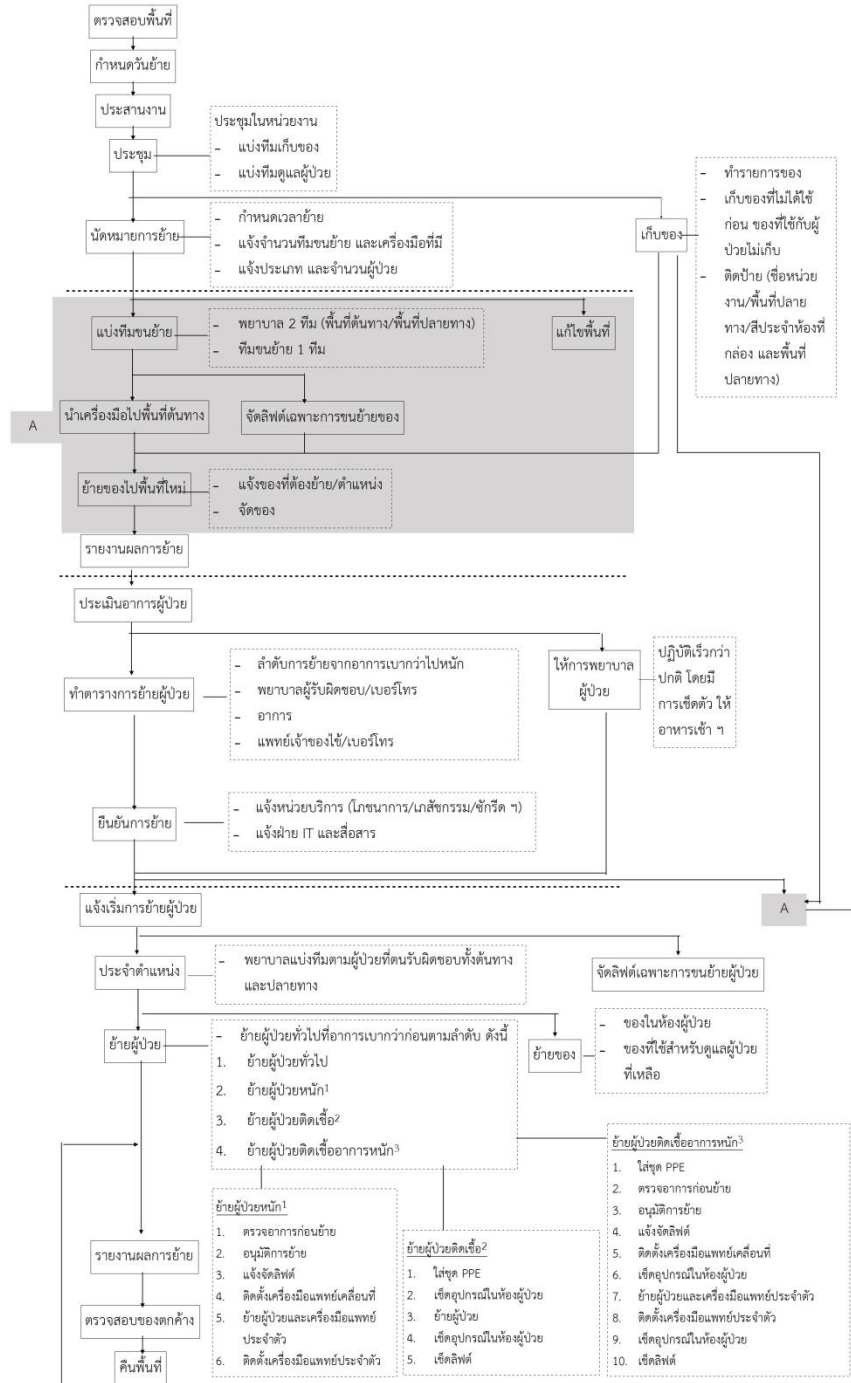 ตรวจสอบพื้นที่
กำหนดวันย้าย
ประสานงาน
ประชุม
ประชุมในหน่วยงาน
- แบ่งทีมเก็บของ
- แบ่งทีมดูแลผู้ป่วย
นัดหมายการย้าย
- กำหนดเวลาย้าย
- แจ้งจำนวนทีมขนย้าย และเครื่องมือที่มี
- แจ้งประเภท และจำนวนผู้ป่วย
เก็บของ
- ทำรายการของ
- เก็บของที่ไม่ได้ใช้
ก่อน ของที่ใช้กับผู้
ป่วยไม่เก็บ
- ติดป้าย (ชื่อหน่วย
งาน/พื้นที่ปลาย
ทาง/สีประจำห้องที่
กล่อง และพื้นที่
ปลายทาง)
แบ่งทีมขนย้าย
- พยาบาล 2 ทีม (พื้นที่ต้นทาง/พื้นที่ปลายทาง)
- ทีมขนย้าย 1 ทีม
แก้ไขพื้นที่
A
นำเครื่องมือไปพื้นที่ต้นทาง
จัดลิฟต์เฉพาะการขนย้ายของ
ย้ายของไปพื้นที่ใหม่
- แจ้งของที่ต้องย้าย/ตำแหน่ง
- จัดของ
รายงานผลการย้าย
ประเมินอาการผู้ป่วย
ทำตารางการย้ายผู้ป่วย
- ลำดับการย้ายจากอาการเบากว่าไปหนัก
- พยาบาลผู้รับผิดชอบ/เบอร์โทร
- อาการ
- แพทย์เจ้าของไข้/เบอร์โทร
ให้การพยาบาล
ผู้ป่วย
ปฏิบัติเร็วกว่า
ปกติ โดยมี
การเช็ดตัว ให้
อาหารเช้า ฯ
ยืนยันการย้าย
- แจ้งหน่วยบริการ (โภชนาการ/เภสัชกรรม/ซักรีด ฯ)
- แจ้งฝ่าย IT และสื่อสาร
แจ้งเริ่มการย้ายผู้ป่วย
A
ประจำตำแหน่ง
- พยาบาลแบ่งทีมตามผู้ป่วยที่ตนรับผิดชอบทั้งต้นทาง
และปลายทาง
จัดลิฟต์เฉพาะการขนย้ายผู้ป่วย
ย้ายผู้ป่วย
- ย้ายผู้ป่วยทั่วไปที่อาการเบากว่าก่อนตามลำดับ ดังนี้
1. ย้ายผู้ป่วยทั่วไป
2. ย้ายผู้ป่วยหนัก¹
3. ย้ายผู้ป่วยติดเชื้อ²
4. ย้ายผู้ป่วยติดเชื้ออาการหนัก³
ย้ายของ
- ของในห้องผู้ป่วย
- ของที่ใช้สำหรับดูแลผู้ป่วย
ที่เหลือ
ย้ายผู้ป่วยหนัก¹
1. ตรวจอาการก่อนย้าย
2. อนุมัติการย้าย
3. แจ้งจัดลิฟต์
4. ติดตั้งเครื่องมือแพทย์เคลื่อนที่
5. ย้ายผู้ป่วยและเครื่องมือแพทย์
ประจำตัว
6. ติดตั้งเครื่องมือแพทย์ประจำตัว
ย้ายผู้ป่วยติดเชื้อ²
1. ใส่ชุด PPE
2. เช็ดอุปกรณ์ในห้องผู้ป่วย
3. ย้ายผู้ป่วย
4. เช็ดอุปกรณ์ในห้องผู้ป่วย
5. เช็ดลิฟต์
ย้ายผู้ป่วยติดเชื้ออาการหนัก³
1. ใส่ชุด PPE
2. ตรวจอาการก่อนย้าย
3. อนุมัติการย้าย
4. แจ้งจัดลิฟต์
5. ติดตั้งเครื่องมือแพทย์เคลื่อนที่
6. เช็ดอุปกรณ์ในห้องผู้ป่วย
7. ย้ายผู้ป่วยและเครื่องมือแพทย์ประจำตัว
8. ติดตั้งเครื่องมือแพทย์ประจำตัว
9. เช็ดอุปกรณ์ในห้องผู้ป่วย
10. เช็ดลิฟต์
รายงานผลการย้าย
ตรวจสอบของตกค้าง
คืนพื้นที่